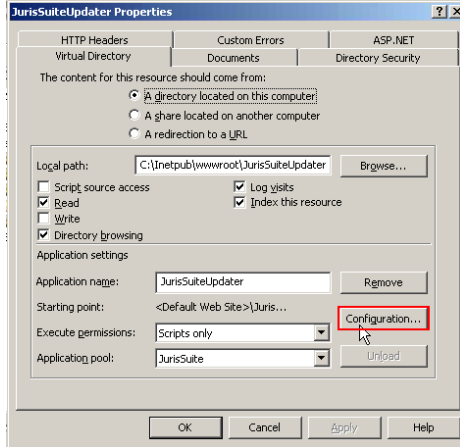 JurisSuiteUpdater Properties
HTTP Headers Custom Errors ASP.NET
Virtual Directory Documents Directory Security
The content for this resource should come from:
A directory located on this computer
A share located on another computer
A redirection to a URL
Local path: C:\Inetpub\wwwroot\JurisSuiteUpdater Browse...
Script source access Log visits
Read Index this resource
Write
Directory browsing
Application settings
Application name: JurisSuiteUpdater Remove
Starting point: <Default Web Site>\Juris...
Configuration...
Execute permissions: Scripts only
Application pool: JurisSuite Unload
OK Cancel Apply Help